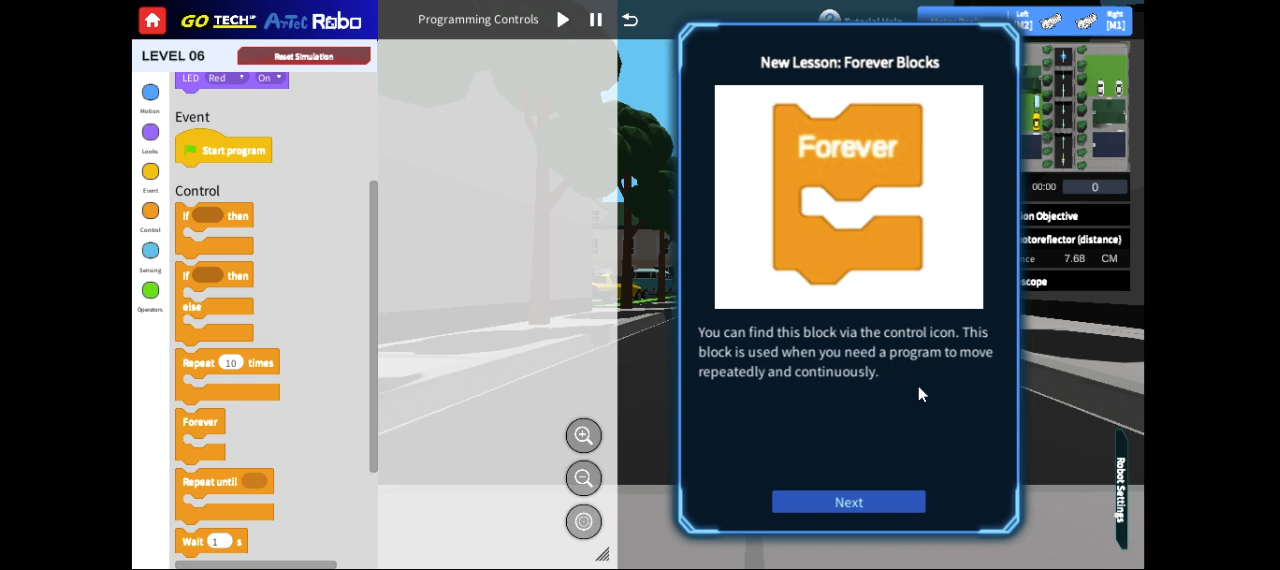 GO TECH ArTec Robo
Programming Controls
Tutorial Help
Left
[M2]
Right
[M1]
LEVEL 06
Reset Simulation
LED Red On
Motion
Looks
Event
Control
Sensing
Operators
Event
Start program
Control
If then
If then
else
Repeat 10 times
Forever
Repeat until
Wait 1 s
New Lesson: Forever Blocks
Forever
You can find this block via the control icon. This
block is used when you need a program to move
repeatedly and continuously.
Next
00:00 0
Objective
(distance)
7.68 CM
Robot Settings